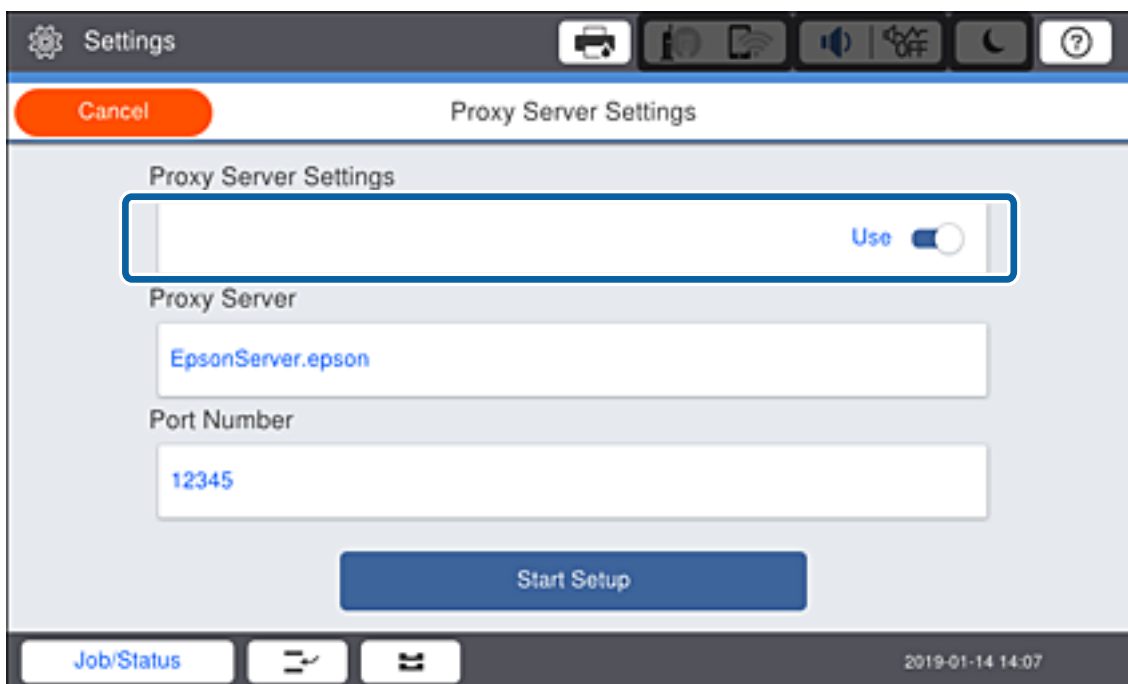 Settings
OFF
?
Cancel
Proxy Server Settings
Proxy Server Settings
Use
Proxy Server
EpsonServer.epson
Port Number
12345
Start Setup
Job/Status
2019-01-14 14:07